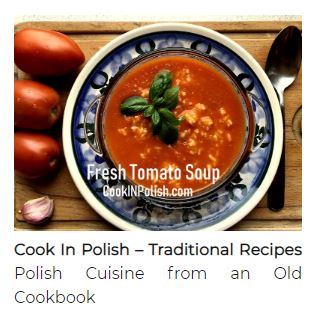 Fresh Tomato Soup
CookINPolish.com
Cook In Polish – Traditional Recipes
Polish Cuisine from an Old
Cookbook